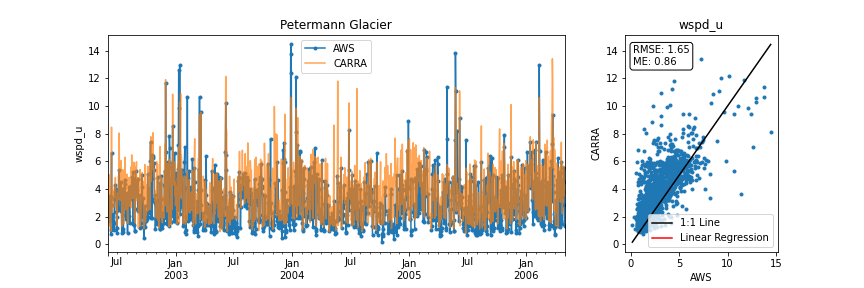 Petermann Glacier
wspd_u
14
12
10
8
6
4
2
0
wspd_u
AWS
CARRA
Jul
Jan
2003
Jul
Jan
2004
Jul
Jan
2005
Jul
Jan
2006
14
12
10
8
6
4
2
0
CARRA
RMSE: 1.65
ME: 0.86
1:1 Line
Linear Regression
0
5
10
15
AWS